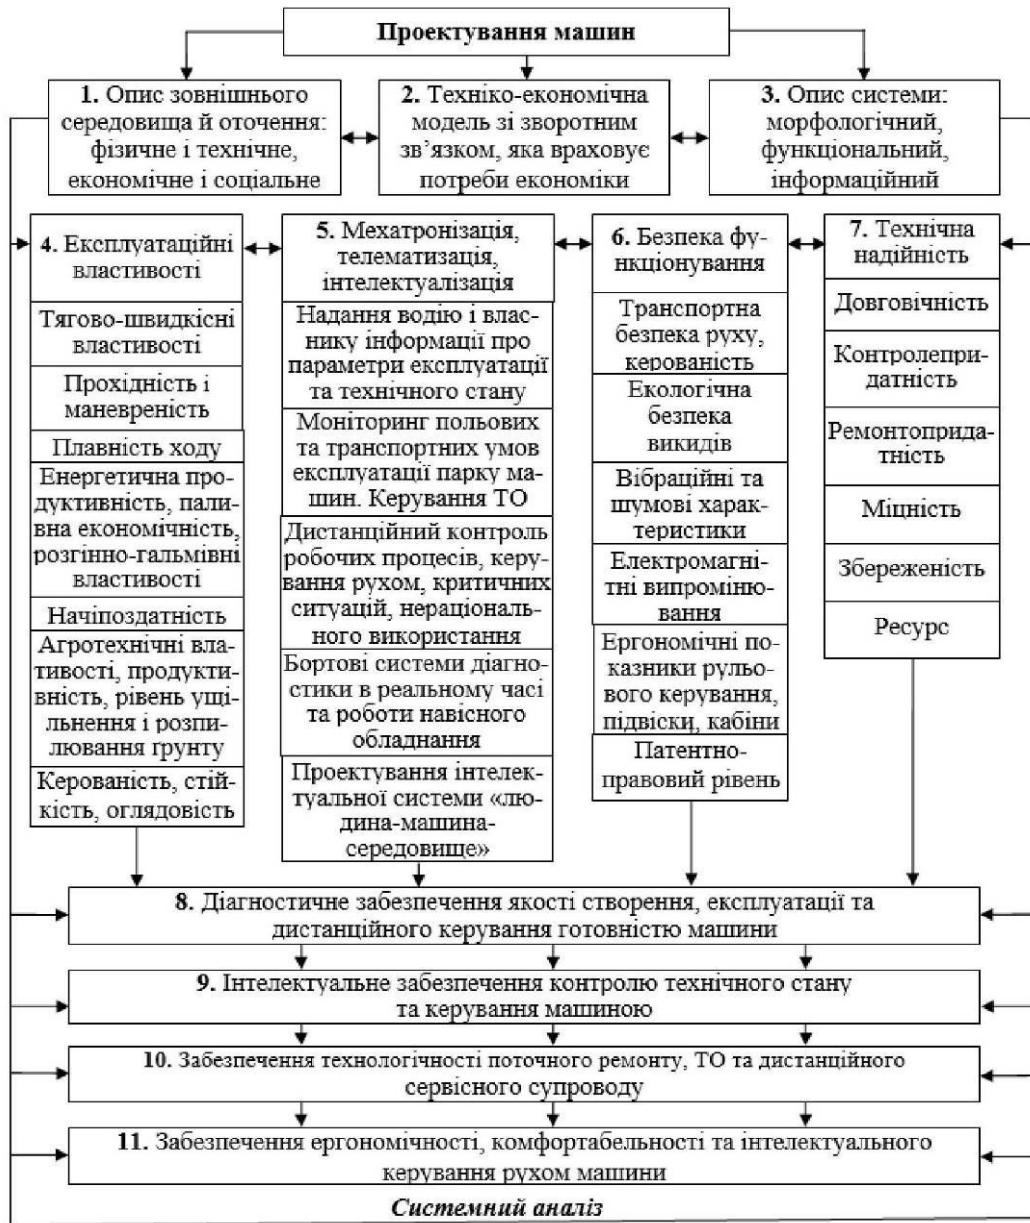 Проектування машин
1. Опис зовнішнього
середовища й оточення:
фізичне і технічне,
економічне і соціальне
2. Техніко-економічна
модель зі зворотним
зв’язком, яка враховує
потреби економіки
3. Опис системи:
морфологічний,
функціональний,
інформаційний
4. Експлуатаційні
властивості
Тягово-швидкісні
властивості
Прохідність і
маневреність
Плавність ходу
Енергетична про-
дуктивність, пали-
вна економічність,
розгінно-гальмівні
властивості
Начіпоздатність
Агротехнічні вла-
тивості, продукти-
вність, рівень ущі-
льнення і розпи-
лювання ґрунту
Керованість, стій-
кість, оглядовість
5. Мехатронізація,
телематизація,
інтелектуалізація
Надання водію і влас-
нику інформації про
параметри експлуатації
та технічного стану
Моніторинг польових
та транспортних умов
експлуатації парку ма-
шин. Керування ТО
Дистанційний контроль
робочих процесів, керу-
вання рухом, критичних
ситуацій, нераціональ-
ного використання
Бортові системи діагно-
стики в реальному часі
та роботи навісного
обладнання
Проектування інтелек-
туальної системи «лю-
дина-машина-
середовище»
6. Безпека фу-
нкціонування
Транспортна
безпека руху,
керованість
Екологічна
безпека
викидів
Вібраційні та
шумові харак-
теристики
Електромагні-
тні випроміню-
вання
Ергономічні по-
казники рульо-
вого керування,
підвіски, кабіни
Патентно-
правовий рівень
7. Технічна
надійність
Довговічність
Контролепри-
датність
Ремонтоприда-
тність
Міцність
Збереженість
Ресурс
8. Діагностичне забезпечення якості створення, експлуатації та
дистанційного керування готовністю машини
9. Інтелектуальне забезпечення контролю технічного стану
та керування машиною
10. Забезпечення технологічності поточного ремонту, ТО та дистанційного
сервісного супроводу
11. Забезпечення ергономічності, комфортабельності та інтелектуального
керування рухом машини
Системний аналіз